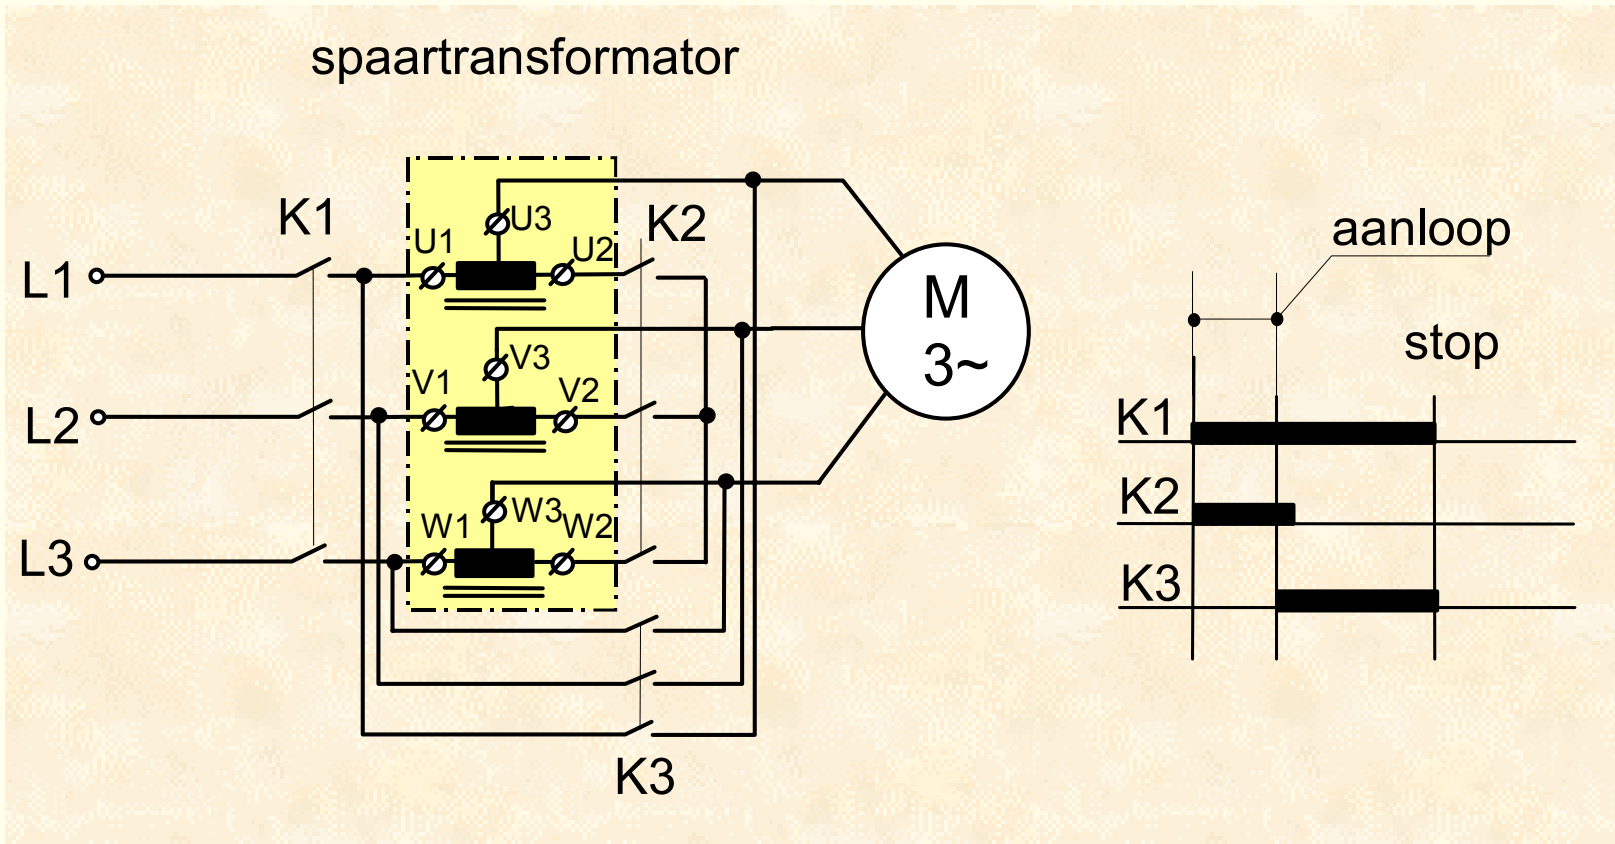 spaartransformator
K1
L1
L2
L3
U1
U3
U2
K2
V1
V3
V2
W1
W3
W2
K3
M
3~
aanloop
stop
K1
K2
K3